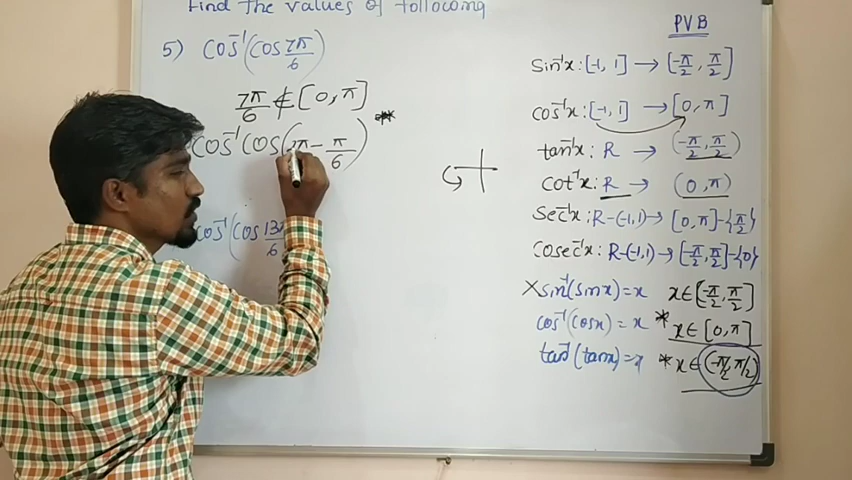 Find the values of following
5) cos⁻¹(cos 7π/6)
7π/6 ∉ [0, π]
cos⁻¹ cos( π − π/6) **
cos⁻¹(cos 13π/6
PVB
sin⁻¹x: [-1, 1] → [-π/2, π/2]
cos⁻¹x: [-1, 1] → [0, π]
tan⁻¹x: R → (-π/2, π/2)
cot⁻¹x: R → (0, π)
sec⁻¹x: R-(-1,1) → [0, π]-{π/2}
cosec⁻¹x: R-(-1,1) → [-π/2, π/2]-{0}
×sin⁻¹(sinx)=x x∈[-π/2, π/2]
cos⁻¹(cosx)=x * x∈[0, π]
tan⁻¹(tanx)=x * x∈(-π/2, π/2)